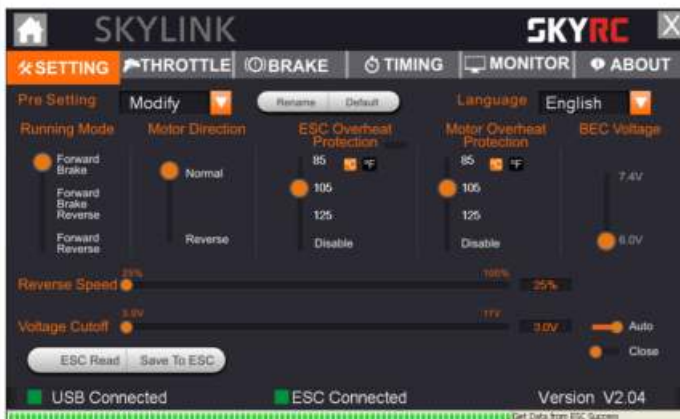 SKYLINK
SKYRC
X
SETTING THROTTLE BRAKE TIMING MONITOR ABOUT
Pre Setting Modify Rename Default Language English
Running Mode Motor Direction ESC Overheat Protection Motor Overheat Protection BEC Voltage
Forward Brake
Forward Brake Reverse
Forward Reverse
Normal
Reverse
85 °C °F
105
125
Disable
85 °C °F
105
125
Disable
7.4V
6.0V
25% 100%
Reverse Speed 25%
3.0V 11V
Voltage Cutoff 3.0V Auto
Close
ESC Read Save To ESC
USB Connected ESC Connected Version V2.04
Get Data from ESC Success